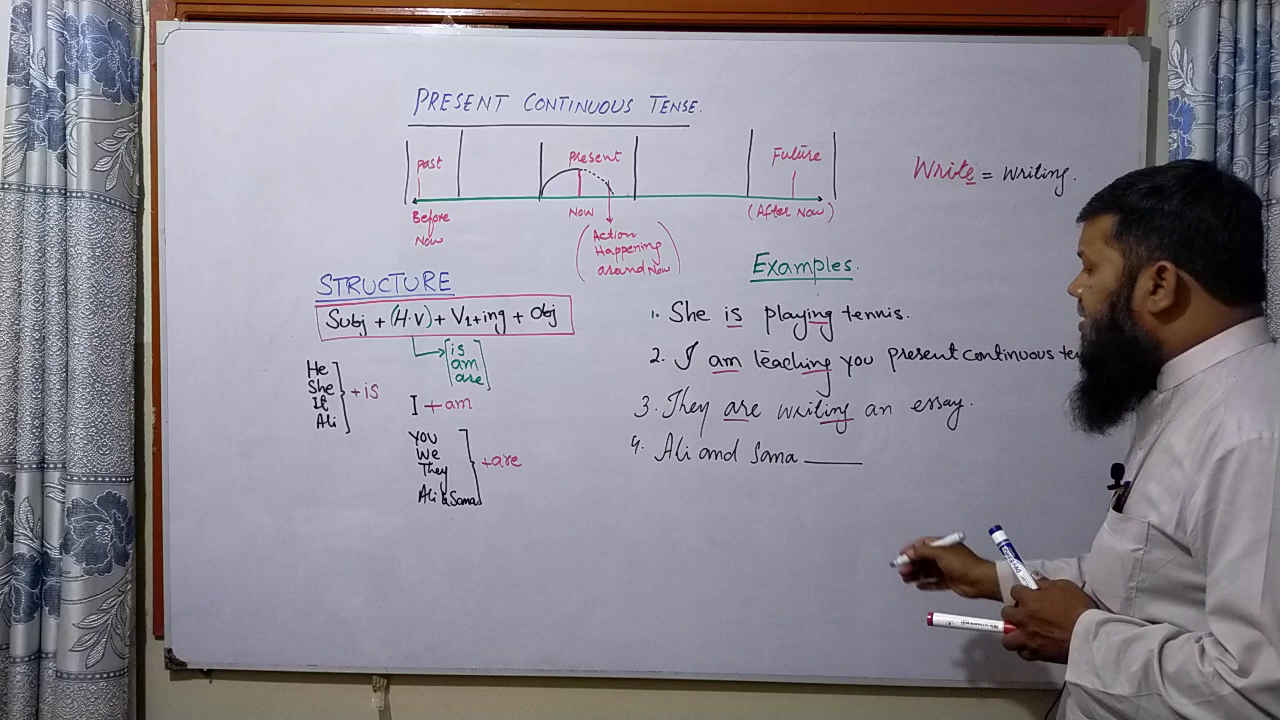 PRESENT CONTINUOUS TENSE.
Past
Present
Future
Before
Now
Now
(After Now)
(Action
Happening
around Now)
Write = writing.
STRUCTURE
Subj + (H.V) + V1+ing + Obj
is
am
are
He
She
It
Ali
+ is
I + am
You
We
They
Ali & Sana
+are
Examples.
1. She is playing tennis.
2. I am teaching you present continuous
3. They are writing an essay.
4. Ali and Sana ____